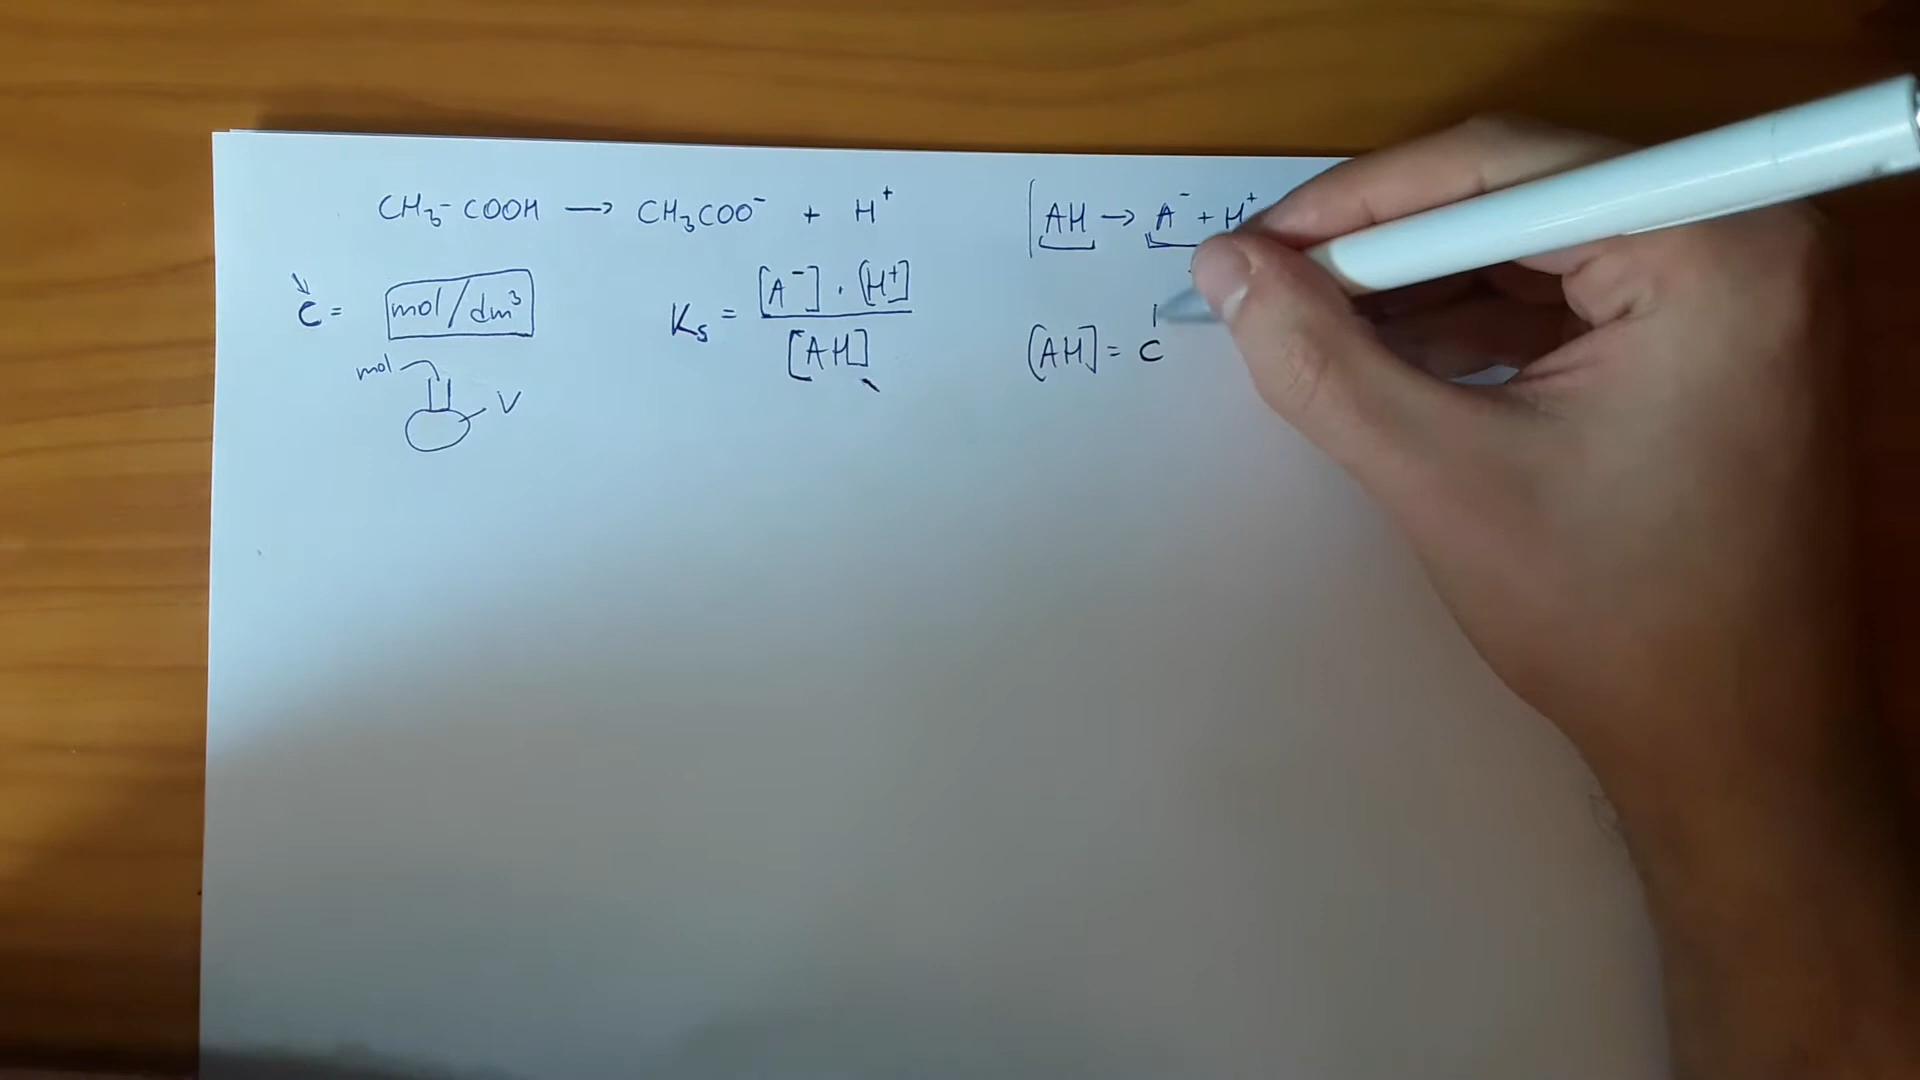 CH₃-COOH → CH₃COO⁻ + H⁺
AH → A⁻ + H⁺
c = mol/dm³
Ks = [A⁻] · [H⁺]
[AH]
[AH] = c
mol
V